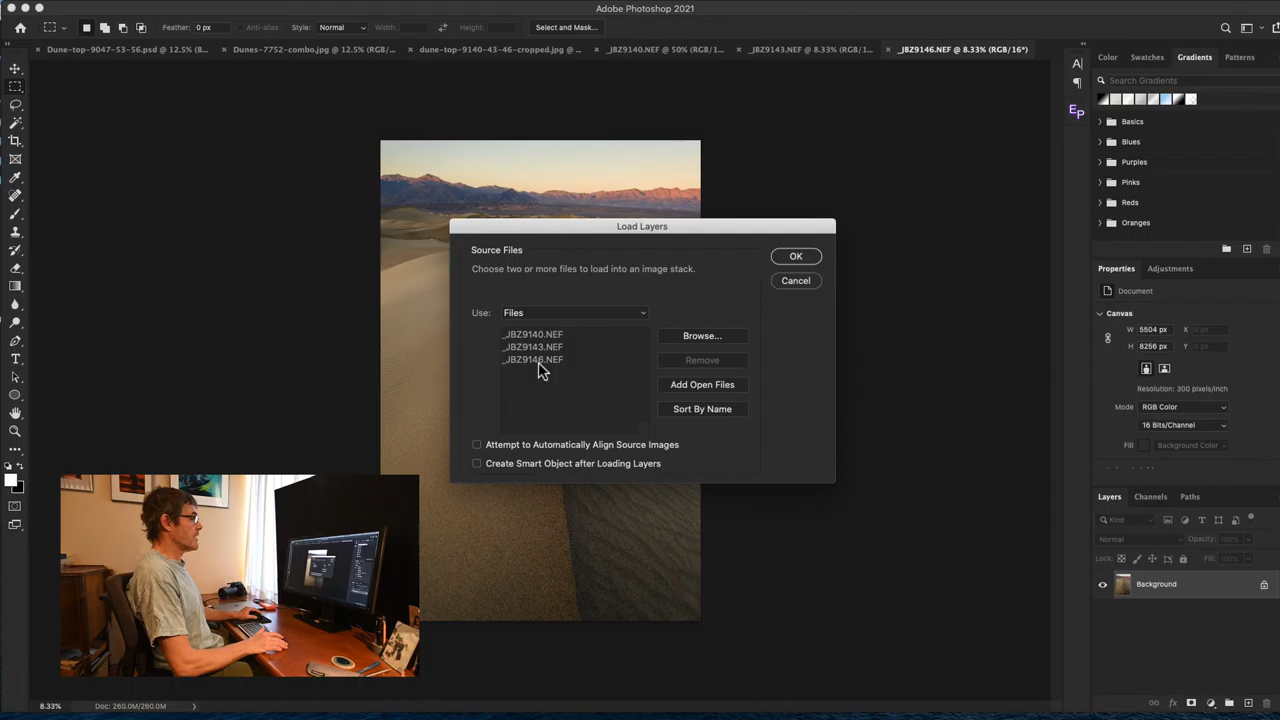 Adobe Photoshop 2021
Feather: 0 px Anti-alias Style: Normal Width: Height: Select and Mask...
Dune-top-9047-53-56.psd @ 12.5% (B... Dunes-7752-combo.jpg @ 12.5% (RGB/... dune-top-9140-43-46-cropped.jpg @ ... _JBZ9140.NEF @ 50% (RGB/1... _JBZ9143.NEF @ 8.33% (RGB/1... _JBZ9146.NEF @ 8.33% (RGB/16*)
Color Swatches Gradients Patterns
Search Gradients
Basics
Blues
Purples
Pinks
Reds
Oranges
Properties Adjustments
Document
Canvas
W 5504 px X 0 px
H 8256 px Y 0 px
Resolution: 300 pixels/inch
Mode RGB Color
16 Bits/Channel
Fill Background Color
Layers Channels Paths
Kind
Normal Opacity: 100%
Lock: Fill: 100%
Background
Load Layers
Source Files
Choose two or more files to load into an image stack.
Use: Files
_JBZ9140.NEF
_JBZ9143.NEF
_JBZ9146.NEF
OK
Cancel
Browse...
Remove
Add Open Files
Sort By Name
Attempt to Automatically Align Source Images
Create Smart Object after Loading Layers
8.33% Doc: 260.0M/260.0M